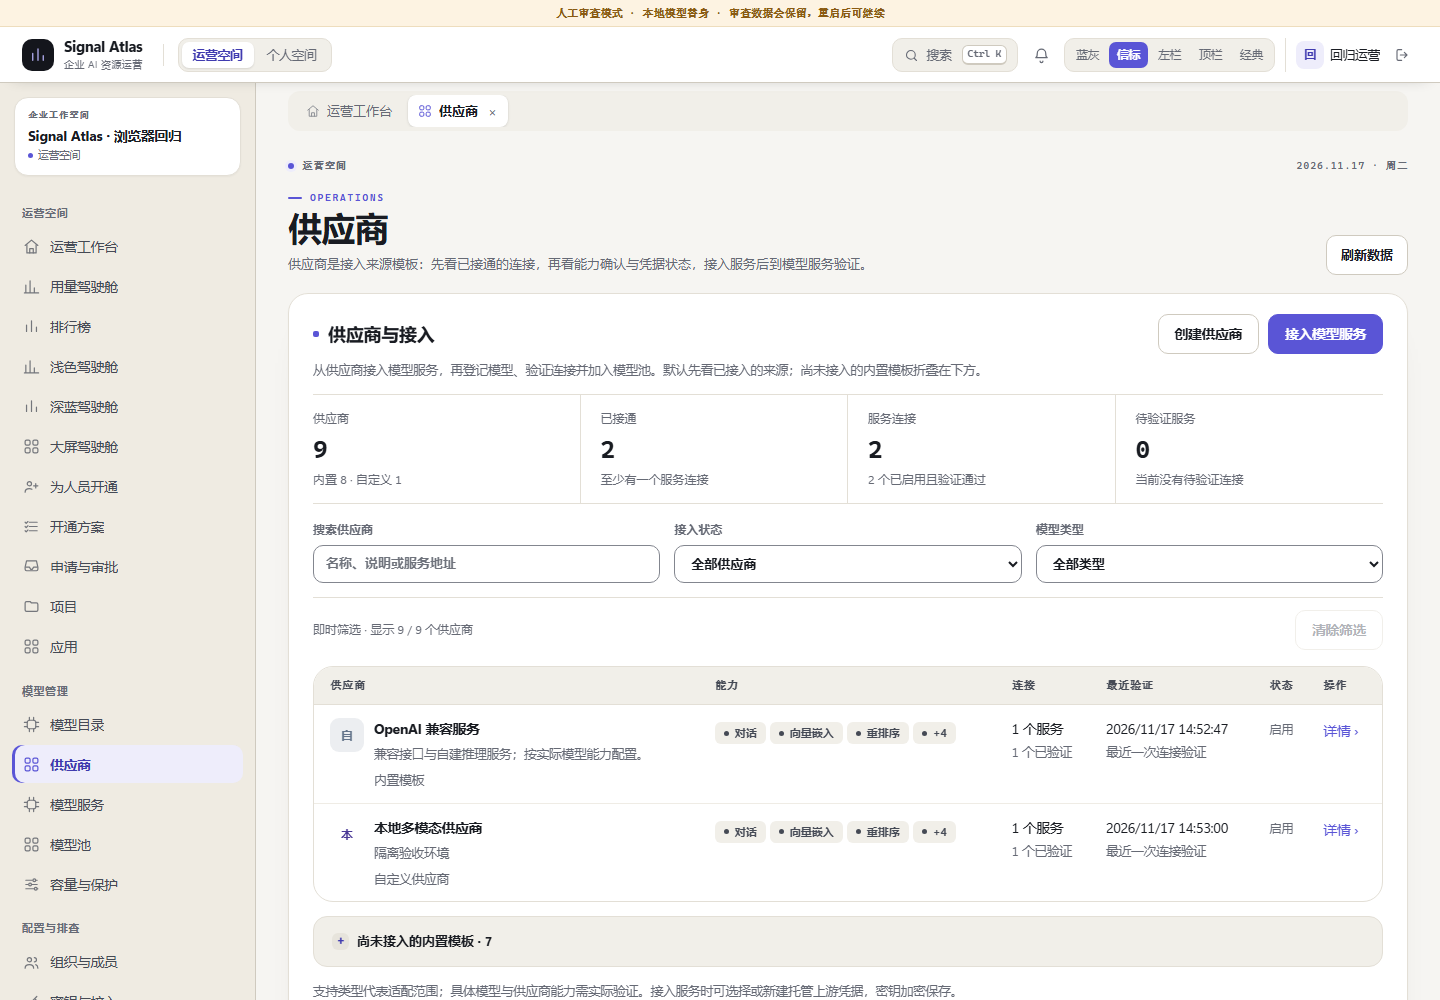 人工审查模式 · 本地模型替身 · 审查数据会保留，重启后可继续
Signal Atlas
企业 AI 资源运营
运营空间
个人空间
搜索
Ctrl K
蓝灰
信标
左栏
顶栏
经典
回
回归运营
企业工作空间
Signal Atlas · 浏览器回归
运营空间
运营空间
运营工作台
用量驾驶舱
排行榜
浅色驾驶舱
深蓝驾驶舱
大屏驾驶舱
为人员开通
开通方案
申请与审批
项目
应用
模型管理
模型目录
供应商
模型服务
模型池
容量与保护
配置与排查
组织与成员
运营工作台
供应商 ×
运营空间
2026.11.17 · 周二
OPERATIONS
供应商
供应商是接入来源模板：先看已接通的连接，再看能力确认与凭据状态，接入服务后到模型服务验证。
刷新数据
供应商与接入
创建供应商
接入模型服务
从供应商接入模型服务，再登记模型、验证连接并加入模型池。默认先看已接入的来源；尚未接入的内置模板折叠在下方。
供应商
9
内置 8 · 自定义 1
已接通
2
至少有一个服务连接
服务连接
2
2 个已启用且验证通过
待验证服务
0
当前没有待验证连接
搜索供应商
名称、说明或服务地址
接入状态
全部供应商
模型类型
全部类型
即时筛选 · 显示 9 / 9 个供应商
清除筛选
供应商 能力 连接 最近验证 状态 操作
自
OpenAI 兼容服务
兼容接口与自建推理服务；按实际模型能力配置。
内置模板
对话 向量嵌入 重排序 +4
1 个服务
1 个已验证
2026/11/17 14:52:47
最近一次连接验证
启用
详情 ›
本
本地多模态供应商
隔离验收环境
自定义供应商
对话 向量嵌入 重排序 +4
1 个服务
1 个已验证
2026/11/17 14:53:00
最近一次连接验证
启用
详情 ›
+ 尚未接入的内置模板 · 7
支持类型代表适配范围；具体模型与供应商能力需实际验证。接入服务时可选择或新建托管上游凭据，密钥加密保存。